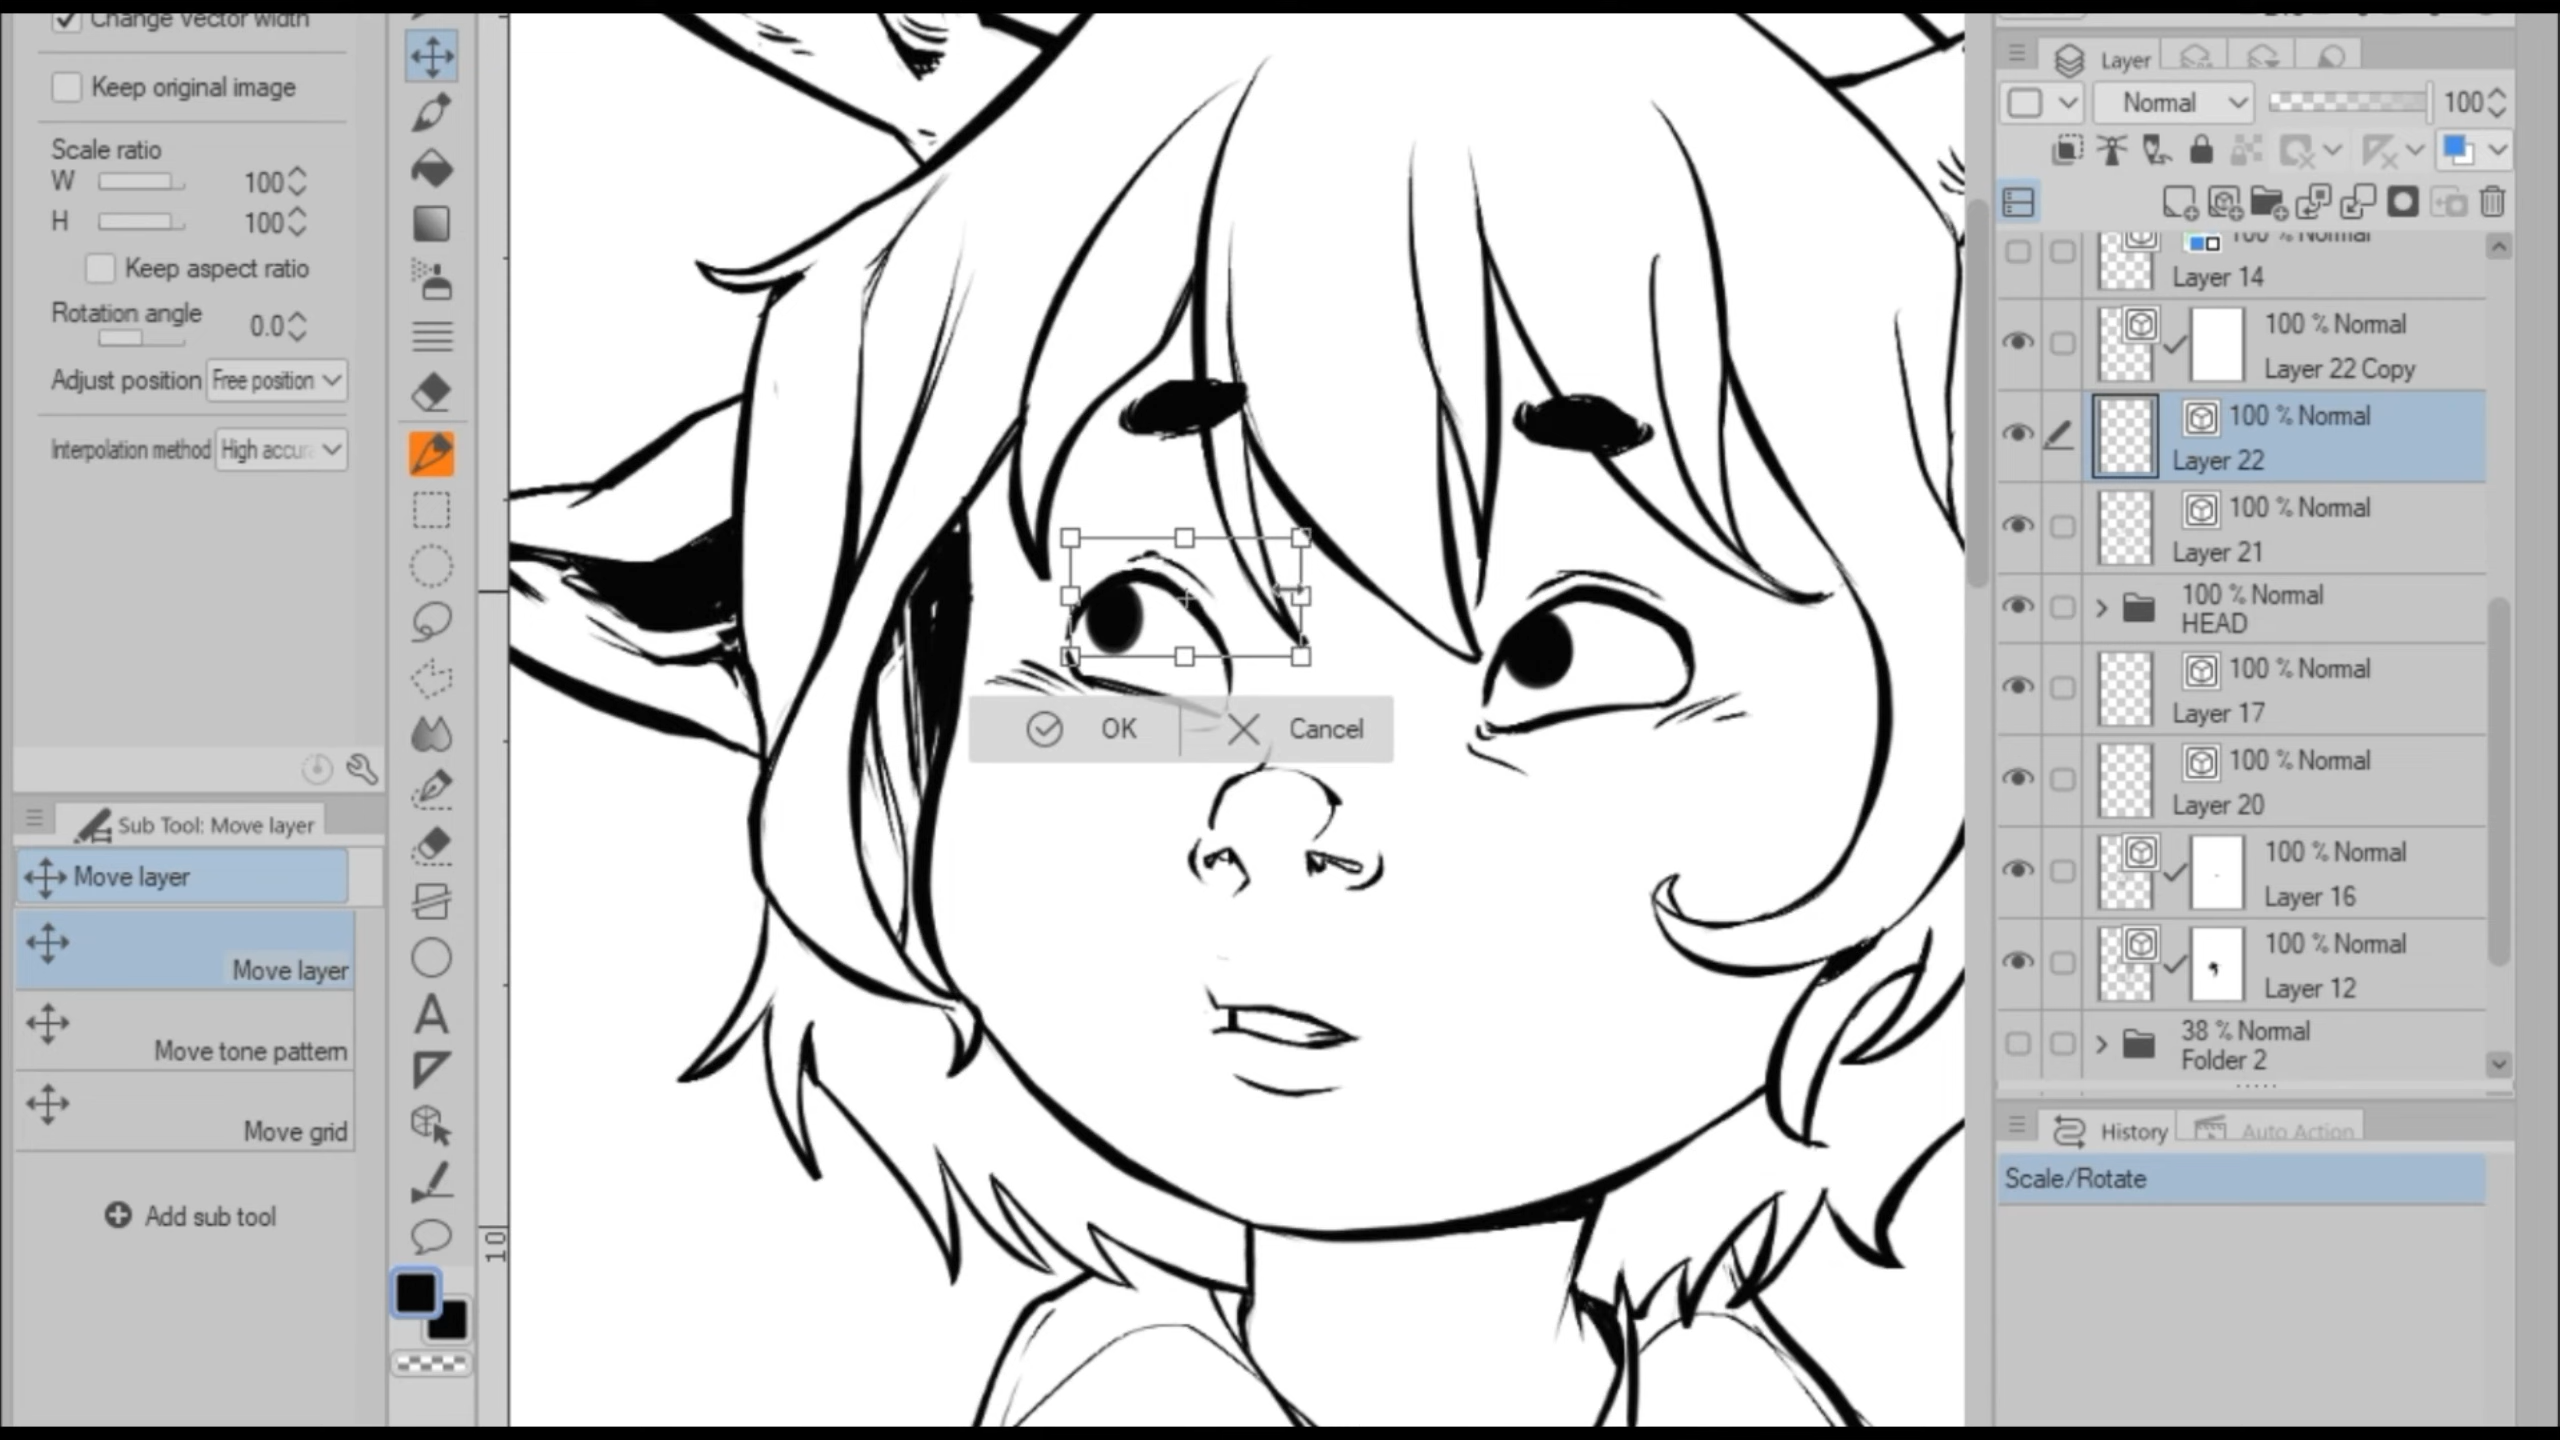 Change vector width
Keep original image
Scale ratio
W 100
H 100
Keep aspect ratio
Rotation angle 0.0
Adjust position Free position
Interpolation method High accura
Sub Tool: Move layer
Move layer
Move layer
Move tone pattern
Move grid
Add sub tool
A
10
OK Cancel
Layer
Normal 100
100 % Normal
Layer 14
100 % Normal
Layer 22 Copy
100 % Normal
Layer 22
100 % Normal
Layer 21
100 % Normal
HEAD
100 % Normal
Layer 17
100 % Normal
Layer 20
100 % Normal
Layer 16
100 % Normal
Layer 12
38 % Normal
Folder 2
History Auto Action
Scale/Rotate